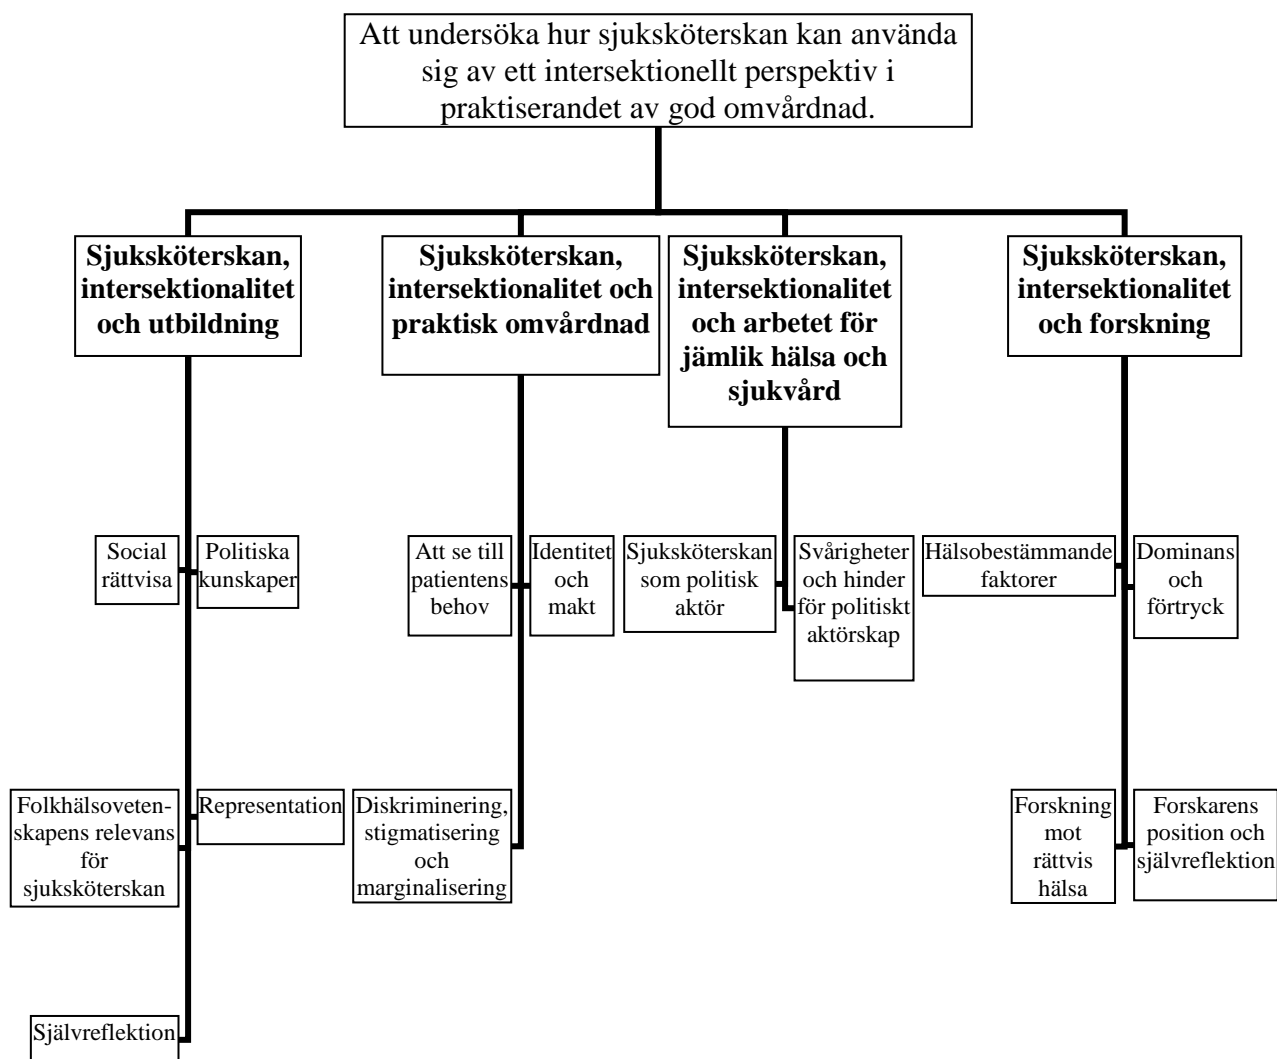 Att undersöka hur sjuksköterskan kan använda
sig av ett intersektionellt perspektiv i
praktiserandet av god omvårdnad.
Sjuksköterskan,
intersektionalitet
och utbildning
Sjuksköterskan,
intersektionalitet och
praktisk omvårdnad
Sjuksköterskan,
intersektionalitet
och arbetet för
jämlik hälsa och
sjukvård
Sjuksköterskan,
intersektionalitet
och forskning
Social
rättvisa
Politiska
kunskaper
Att se till
patientens
behov
Identitet
och
makt
Sjuksköterskan
som politisk
aktör
Svårigheter
och hinder
för politiskt
aktörskap
Hälsobestämmande
faktorer
Dominans
och
förtryck
Folkhälsoveten-
skapens relevans
för
sjuksköterskan
Representation
Diskriminering,
stigmatisering
och
marginalisering
Forskning
mot
rättvis
hälsa
Forskarens
position och
självreflektion
Självreflektion